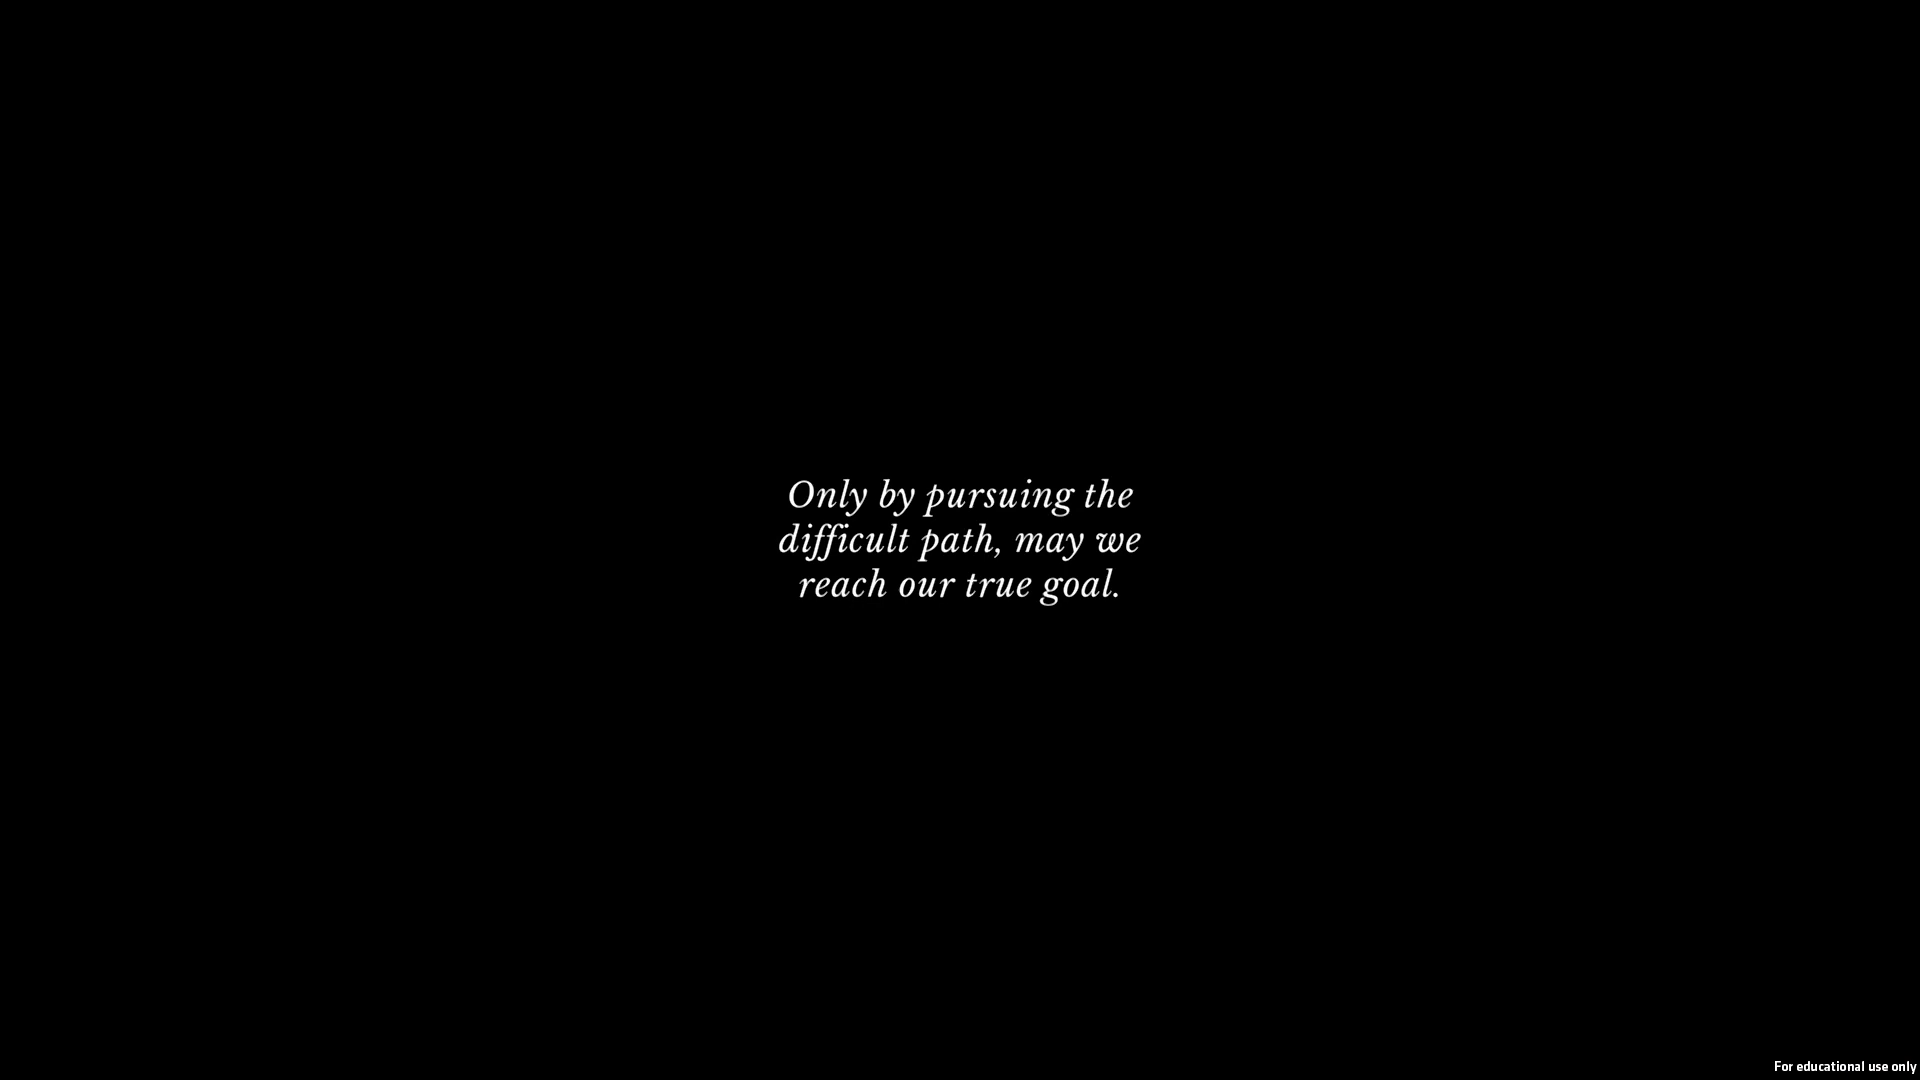 Only by pursuing the
difficult path, may we
reach our true goal.
For educational use only